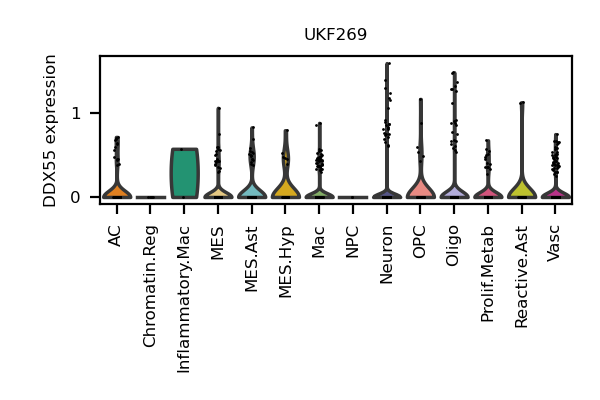 UKF269
DDX55 expression
1
0
AC
Chromatin.Reg
Inflammatory.Mac
MES
MES.Ast
MES.Hyp
Mac
NPC
Neuron
OPC
Oligo
Prolif.Metab
Reactive.Ast
Vasc